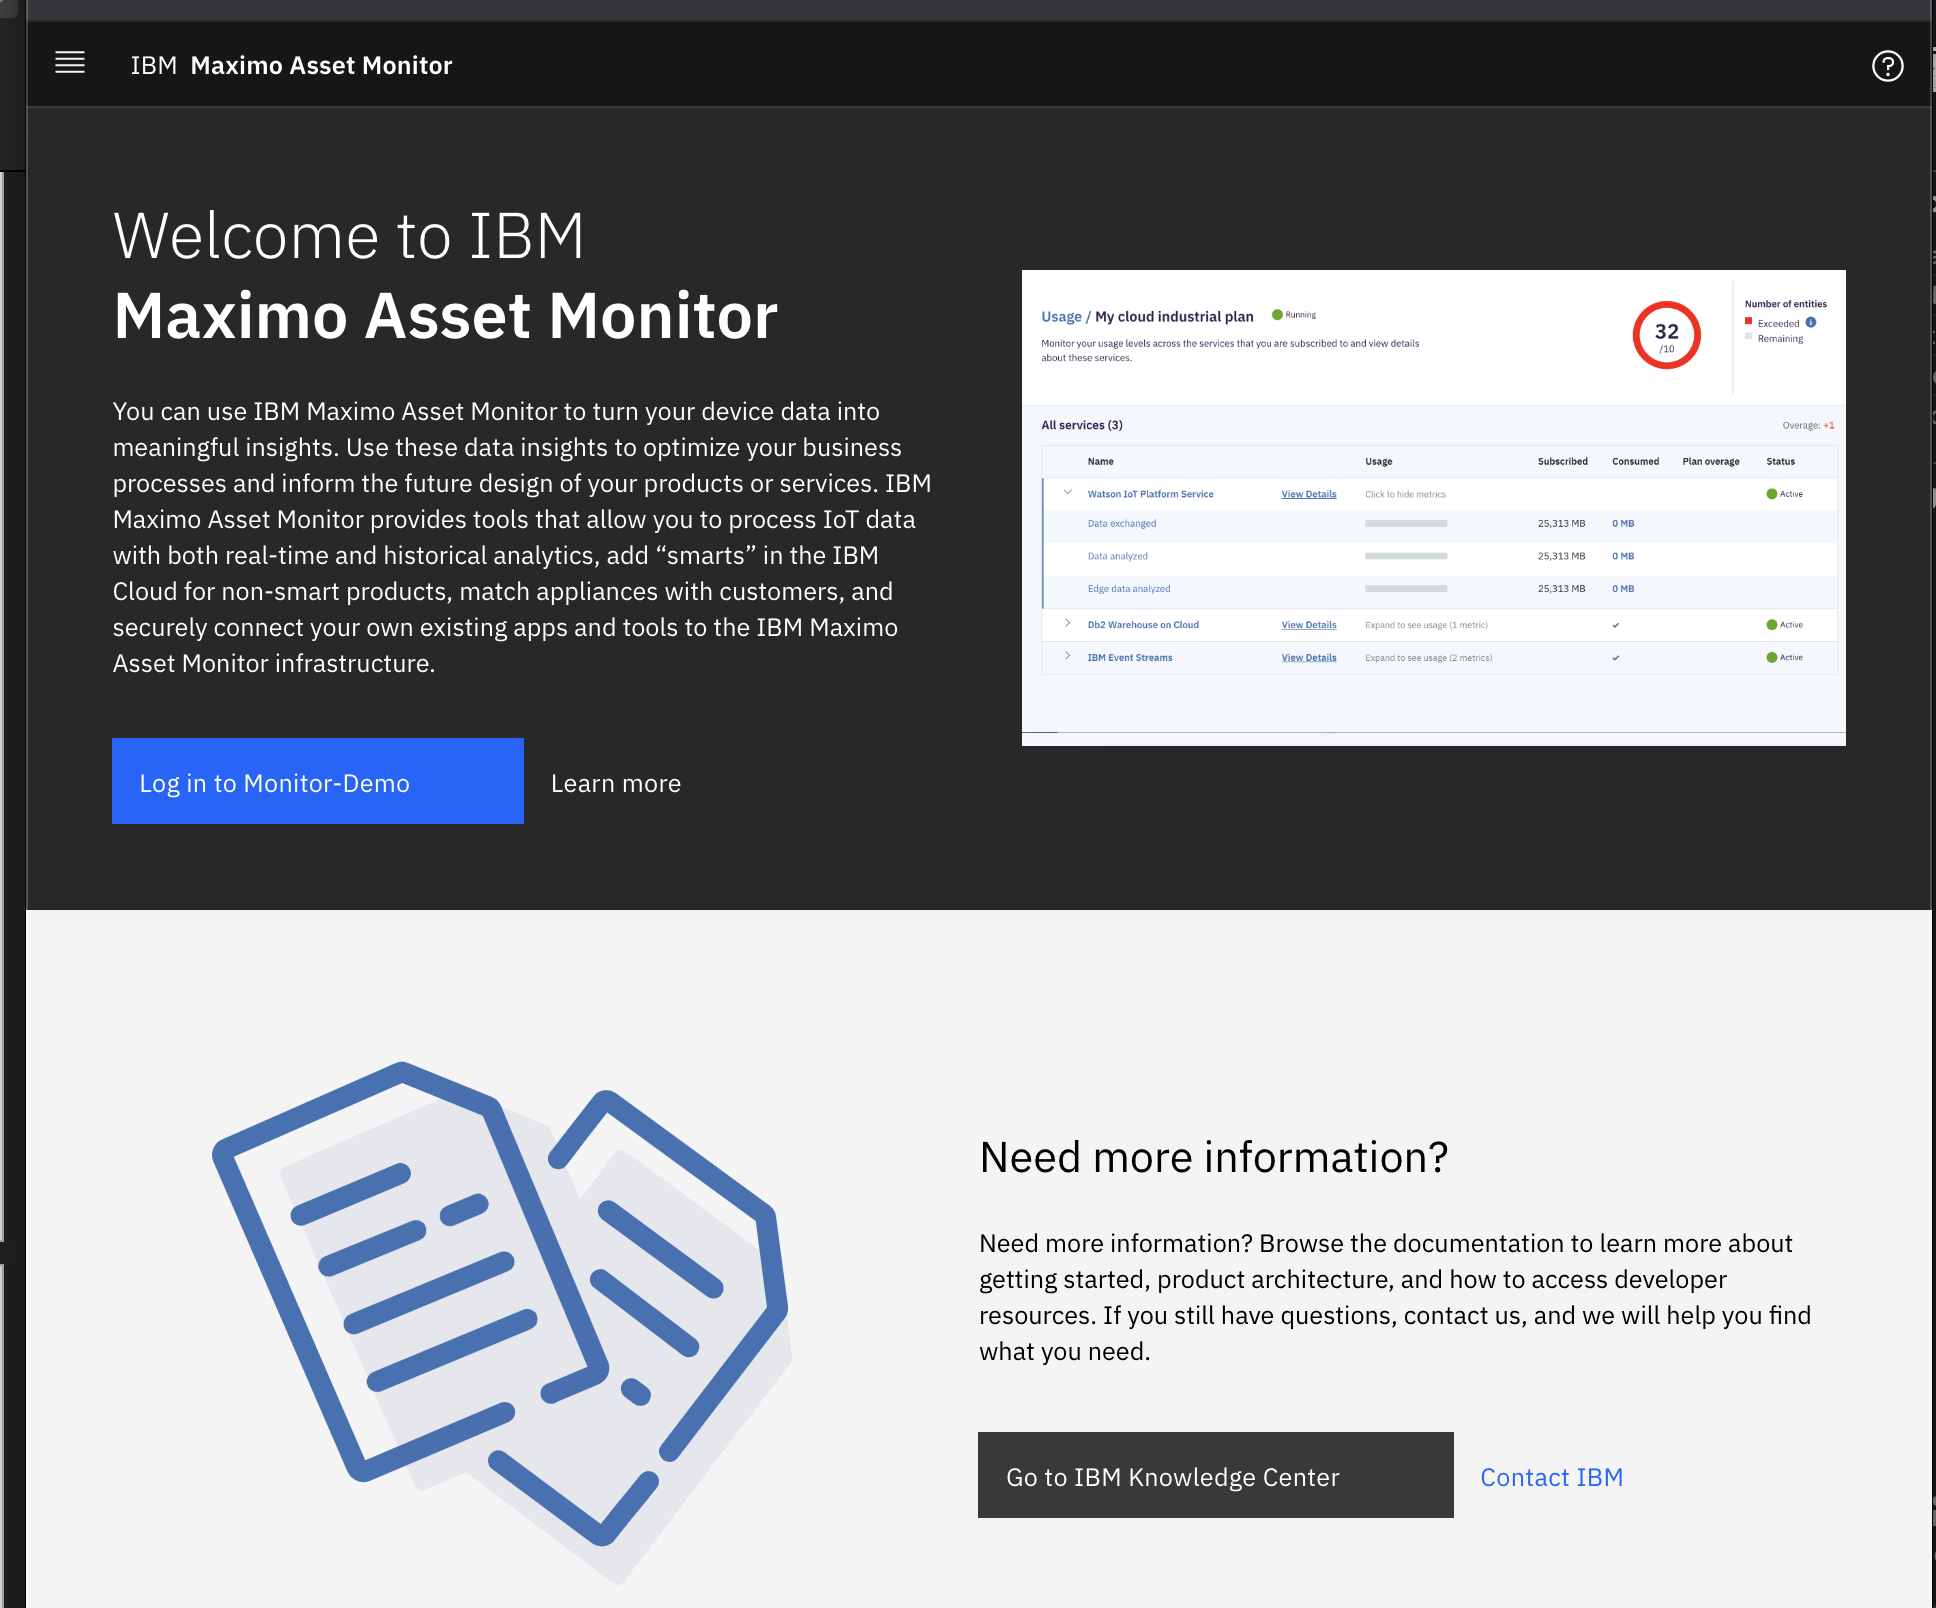 IBM Maximo Asset Monitor
Welcome to IBM
Maximo Asset Monitor
You can use IBM Maximo Asset Monitor to turn your device data into
meaningful insights. Use these data insights to optimize your business
processes and inform the future design of your products or services. IBM
Maximo Asset Monitor provides tools that allow you to process IoT data
with both real-time and historical analytics, add “smarts” in the IBM
Cloud for non-smart products, match appliances with customers, and
securely connect your own existing apps and tools to the IBM Maximo
Asset Monitor infrastructure.
Log in to Monitor-Demo Learn more
Usage / My cloud industrial plan Running
Monitor your usage levels across the services that you are subscribed to and view details
about these services.
32
/10
Number of entities
Exceeded
Remaining
All services (3) Overage: +1
Name Usage Subscribed Consumed Plan overage Status
Watson IoT Platform Service View Details Click to hide metrics Active
Data exchanged 25,313 MB 0 MB
Data analyzed 25,313 MB 0 MB
Edge data analyzed 25,313 MB 0 MB
Db2 Warehouse on Cloud View Details Expand to see usage (1 metric) Active
IBM Event Streams View Details Expand to see usage (2 metrics) Active
Need more information?
Need more information? Browse the documentation to learn more about
getting started, product architecture, and how to access developer
resources. If you still have questions, contact us, and we will help you find
what you need.
Go to IBM Knowledge Center Contact IBM